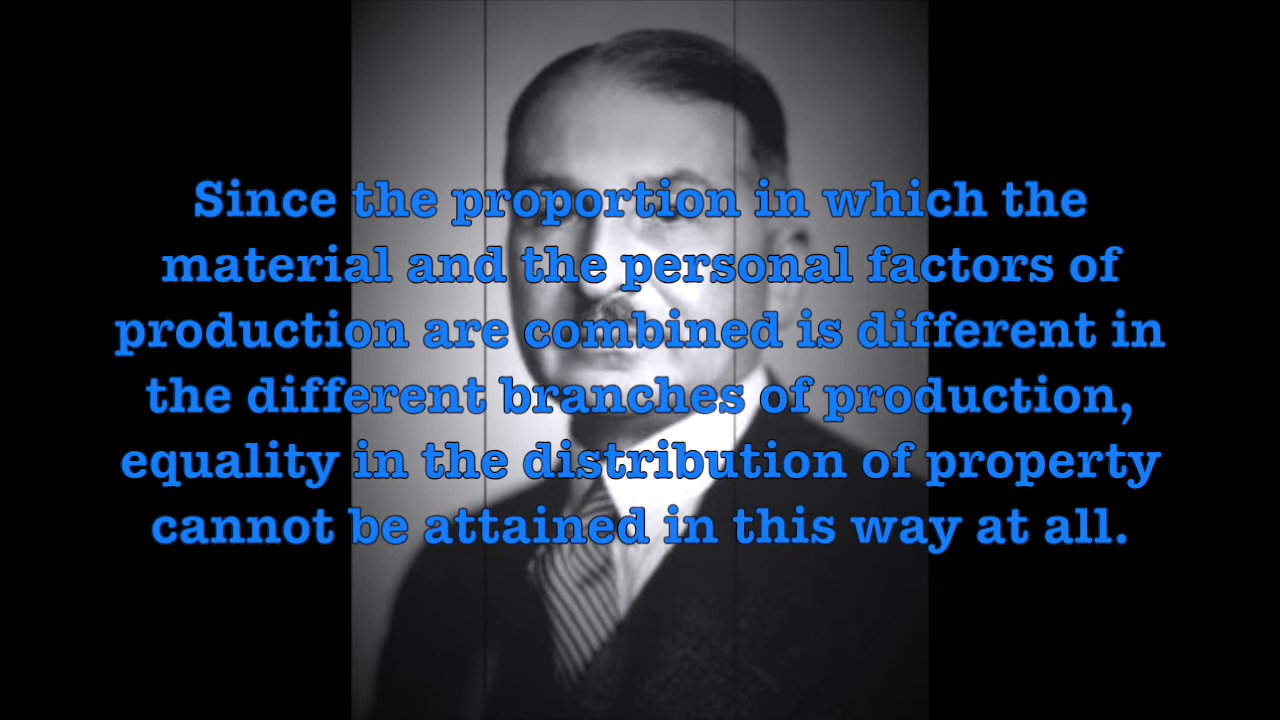 Since the proportion in which the
material and the personal factors of
production are combined is different in
the different branches of production,
equality in the distribution of property
cannot be attained in this way at all.